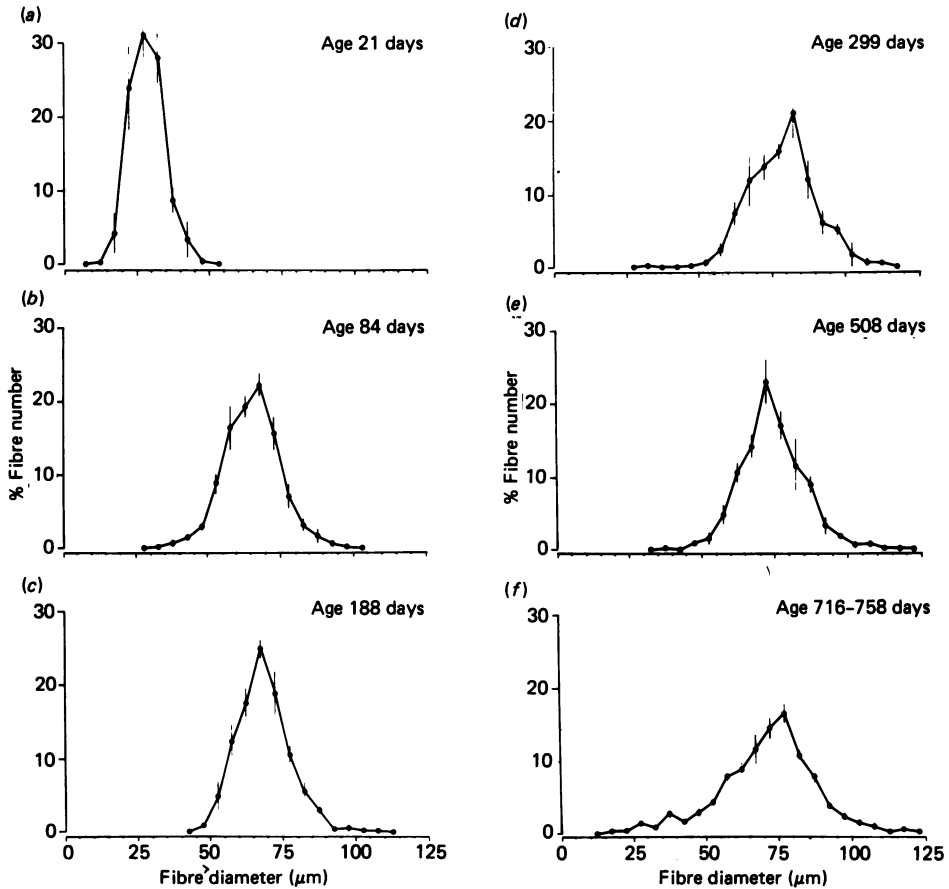 (a)
Age 21 days
30
20
10
0
(b)
Age 84 days
30
20
10
0
% Fibre number
(c)
Age 188 days
30
20
10
0
0 25 50 75 100 125
Fibre diameter (μm)
(d)
Age 299 days
30
20
10
0
(e)
Age 508 days
30
20
10
0
% Fibre number
(f)
Age 716–758 days
30
20
10
0
0 25 50 75 100 125
Fibre diameter (μm)